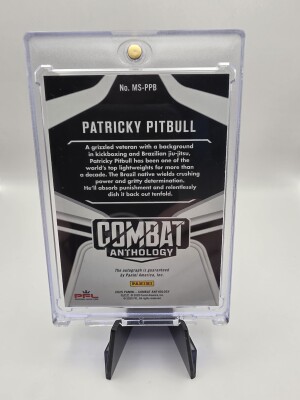 No. MS-PPB
PATRICKY PITBULL
A grizzled veteran with a background
in kickboxing and Brazilian jiu-jitsu,
Patricky Pitbull has been one of the
world's top lightweights for more than
a decade. The Brazil native wields crushing
power and gritty determination.
He'll absorb punishment and relentlessly
dish it back out tenfold.
COMBAT
ANTHOLOGY
The autograph is guaranteed
by Panini America, Inc.
PFL
PANINI